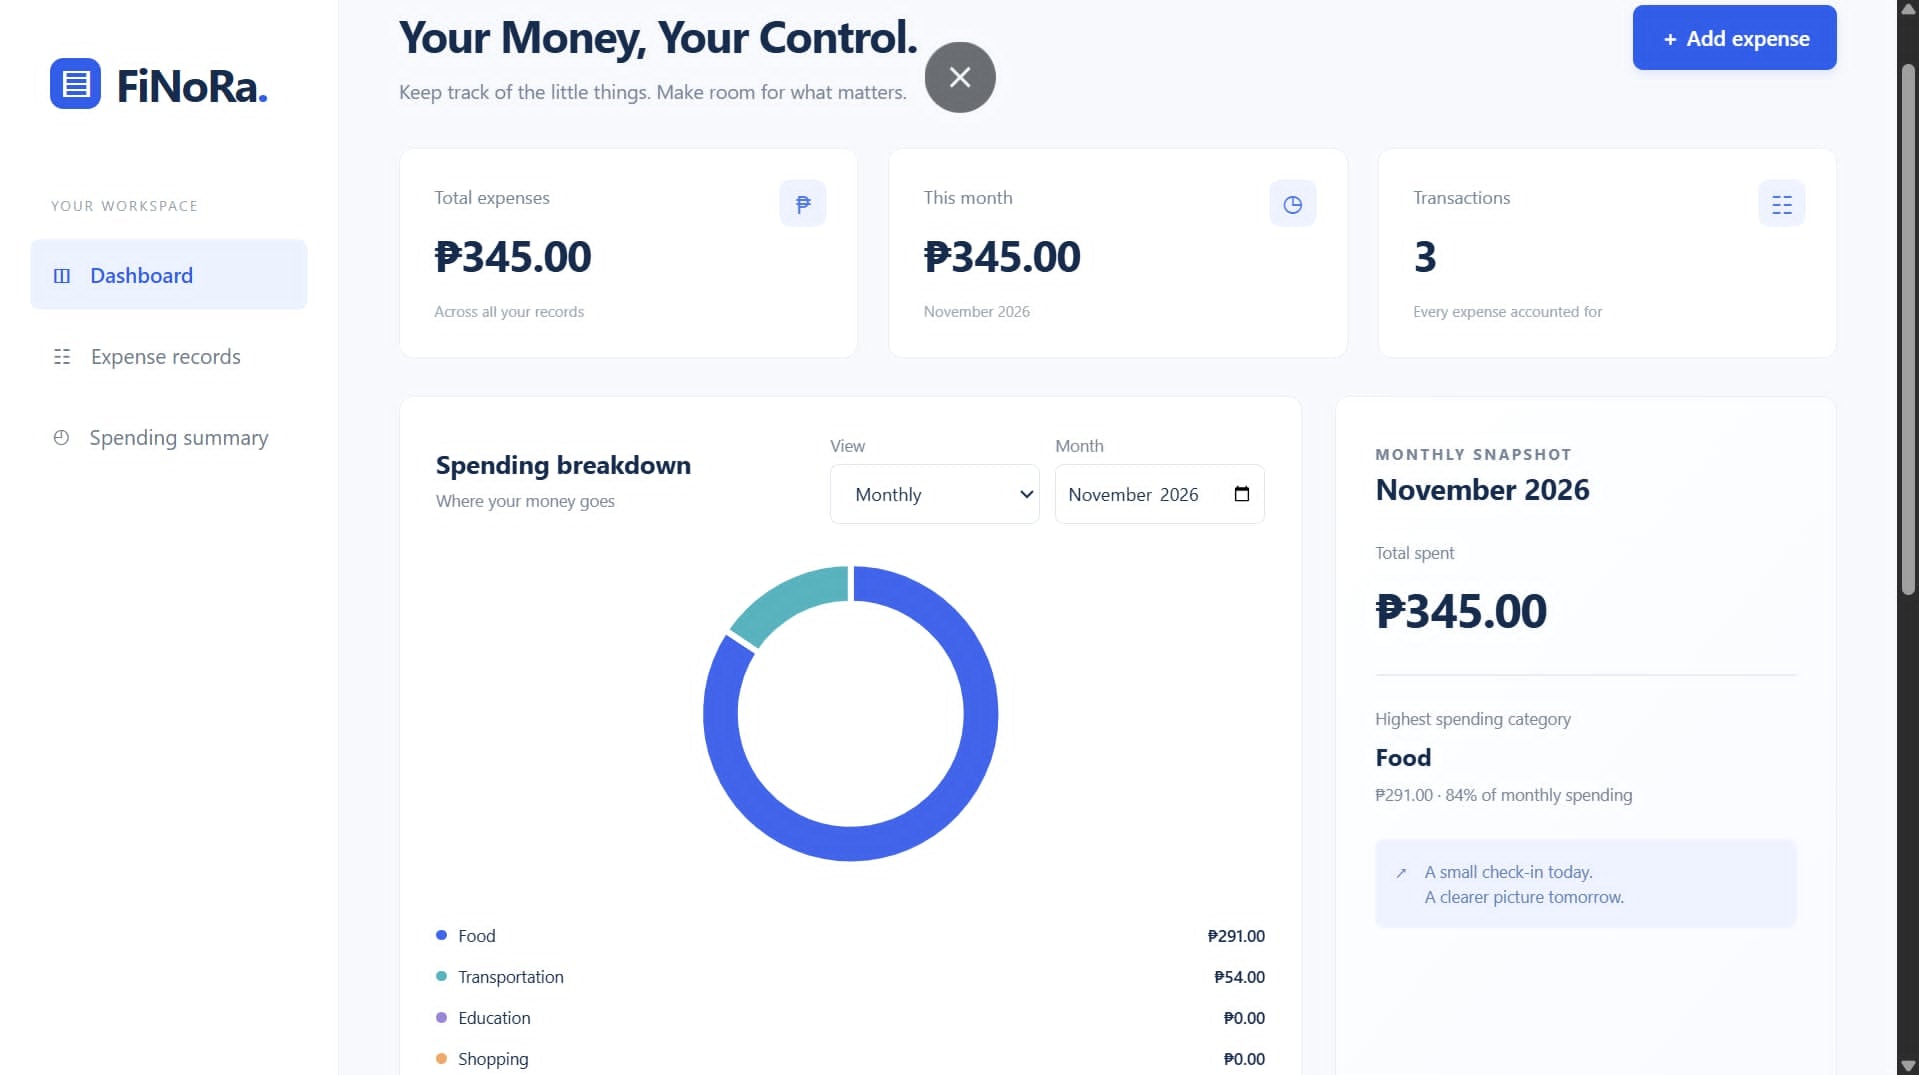 FiNoRa.
YOUR WORKSPACE
Dashboard
Expense records
Spending summary
Your Money, Your Control.
Keep track of the little things. Make room for what matters.
+ Add expense
Total expenses
₱
₱345.00
Across all your records
This month
₱345.00
November 2026
Transactions
3
Every expense accounted for
Spending breakdown
Where your money goes
View
Monthly
Month
November 2026
Food ₱291.00
Transportation ₱54.00
Education ₱0.00
Shopping ₱0.00
MONTHLY SNAPSHOT
November 2026
Total spent
₱345.00
Highest spending category
Food
₱291.00 · 84% of monthly spending
↗ A small check-in today.
A clearer picture tomorrow.